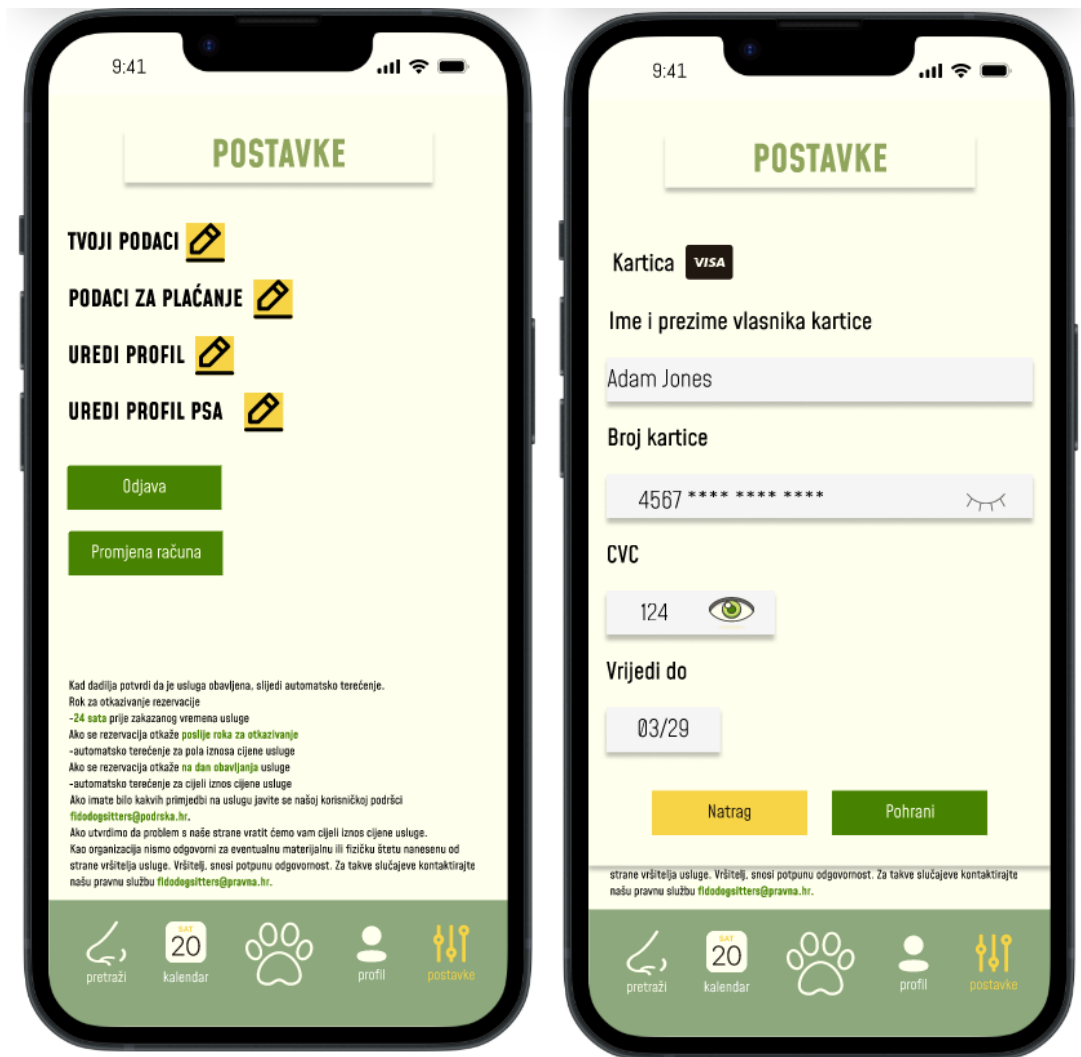 9:41
POSTAVKE
TVOJI PODACI
PODACI ZA PLAĆANJE
UREDI PROFIL
UREDI PROFIL PSA
Odjava
Promjena računa
Kad dadilja potvrdi da je usluga obavljena, slijedi automatsko terećenje.
Rok za otkazivanje rezervacije
-24 sata prije zakazanog vremena usluge
Ako se rezervacija otkaže poslije roka za otkazivanje
-automatsko terećenje za pola iznosa cijene usluge
Ako se rezervacija otkaže na dan obavljanja usluge
-automatsko terećenje za cijeli iznos cijene usluge
Ako imate bilo kakvih primjedbi na uslugu javite se našoj korisničkoj podršci
fidodogsitters@podrska.hr.
Ako utvrdimo da problem s naše strane vratit ćemo vam cijeli iznos cijene usluge.
Kao organizacija nismo odgovorni za eventualnu materijalnu ili fizičku štetu nanesenu od
strane vršitelja usluge. Vršitelj, snosi potpunu odgovornost. Za takve slučajeve kontaktirajte
našu pravnu službu fidodogsitters@pravna.hr.
pretraži
SAT
20
kalendar
profil
postavke
9:41
POSTAVKE
Kartica VISA
Ime i prezime vlasnika kartice
Adam Jones
Broj kartice
4567 **** **** ****
CVC
124
Vrijedi do
03/29
Natrag
Pohrani
strane vršitelja usluge. Vršitelj, snosi potpunu odgovornost. Za takve slučajeve kontaktirajte
našu pravnu službu fidodogsitters@pravna.hr.
pretraži
SAT
20
kalendar
profil
postavke